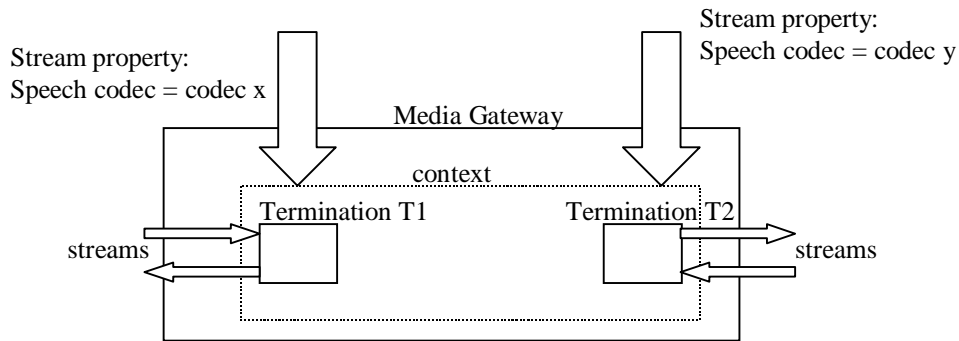 Stream property:
Speech codec = codec x
Stream property:
Speech codec = codec y
Media Gateway
context
Termination T1
Termination T2
streams
streams